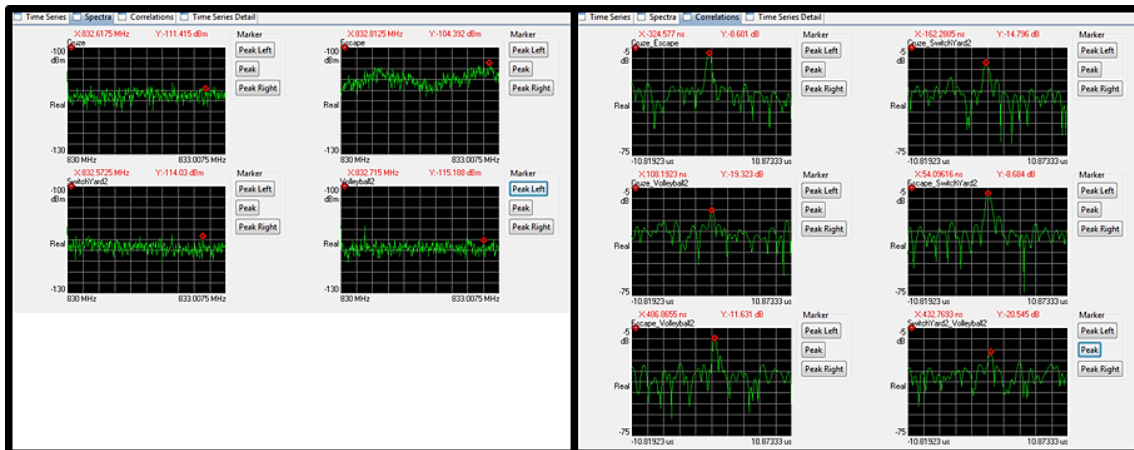 Time Series Spectra Correlations Time Series Detail
X:832.6175 MHz Y:-111.415 dBm Marker
Couze
-100
dBm
Peak Left
Peak
Peak Right
Real
-130
830 MHz 833.0075 MHz
X:832.8125 MHz Y:-104.392 dBm Marker
Escape
-100
dBm
Peak Left
Peak
Peak Right
Real
-130
830 MHz 833.0075 MHz
X:832.5725 MHz Y:-114.03 dBm Marker
SwitchYard2
-100
dBm
Peak Left
Peak
Peak Right
Real
-130
830 MHz 833.0075 MHz
X:832.715 MHz Y:-115.188 dBm Marker
Volleyball2
-100
dBm
Peak Left
Peak
Peak Right
Real
-130
830 MHz 833.0075 MHz
Time Series Spectra Correlations Time Series Detail
X:-324.577 ns Y:-8.601 dB Marker
Couze_Escape
-5
dB
Peak Left
Peak
Peak Right
Real
-75
-10.81923 us 10.87333 us
X:-162.2885 ns Y:-14.796 dB Marker
Couze_SwitchYard2
-5
dB
Peak Left
Peak
Peak Right
Real
-75
-10.81923 us 10.87333 us
X:108.1923 ns Y:-19.323 dB Marker
Couze_Volleyball2
-5
dB
Peak Left
Peak
Peak Right
Real
-75
-10.81923 us 10.87333 us
X:54.09616 ns Y:-8.684 dB Marker
Escape_SwitchYard2
-5
dB
Peak Left
Peak
Peak Right
Real
-75
-10.81923 us 10.87333 us
X:486.8655 ns Y:-11.631 dB Marker
Escape_Volleyball2
-5
dB
Peak Left
Peak
Peak Right
Real
-75
-10.81923 us 10.87333 us
X:432.7693 ns Y:-20.545 dB Marker
SwitchYard2_Volleyball2
-5
dB
Peak Left
Peak
Peak Right
Real
-75
-10.81923 us 10.87333 us